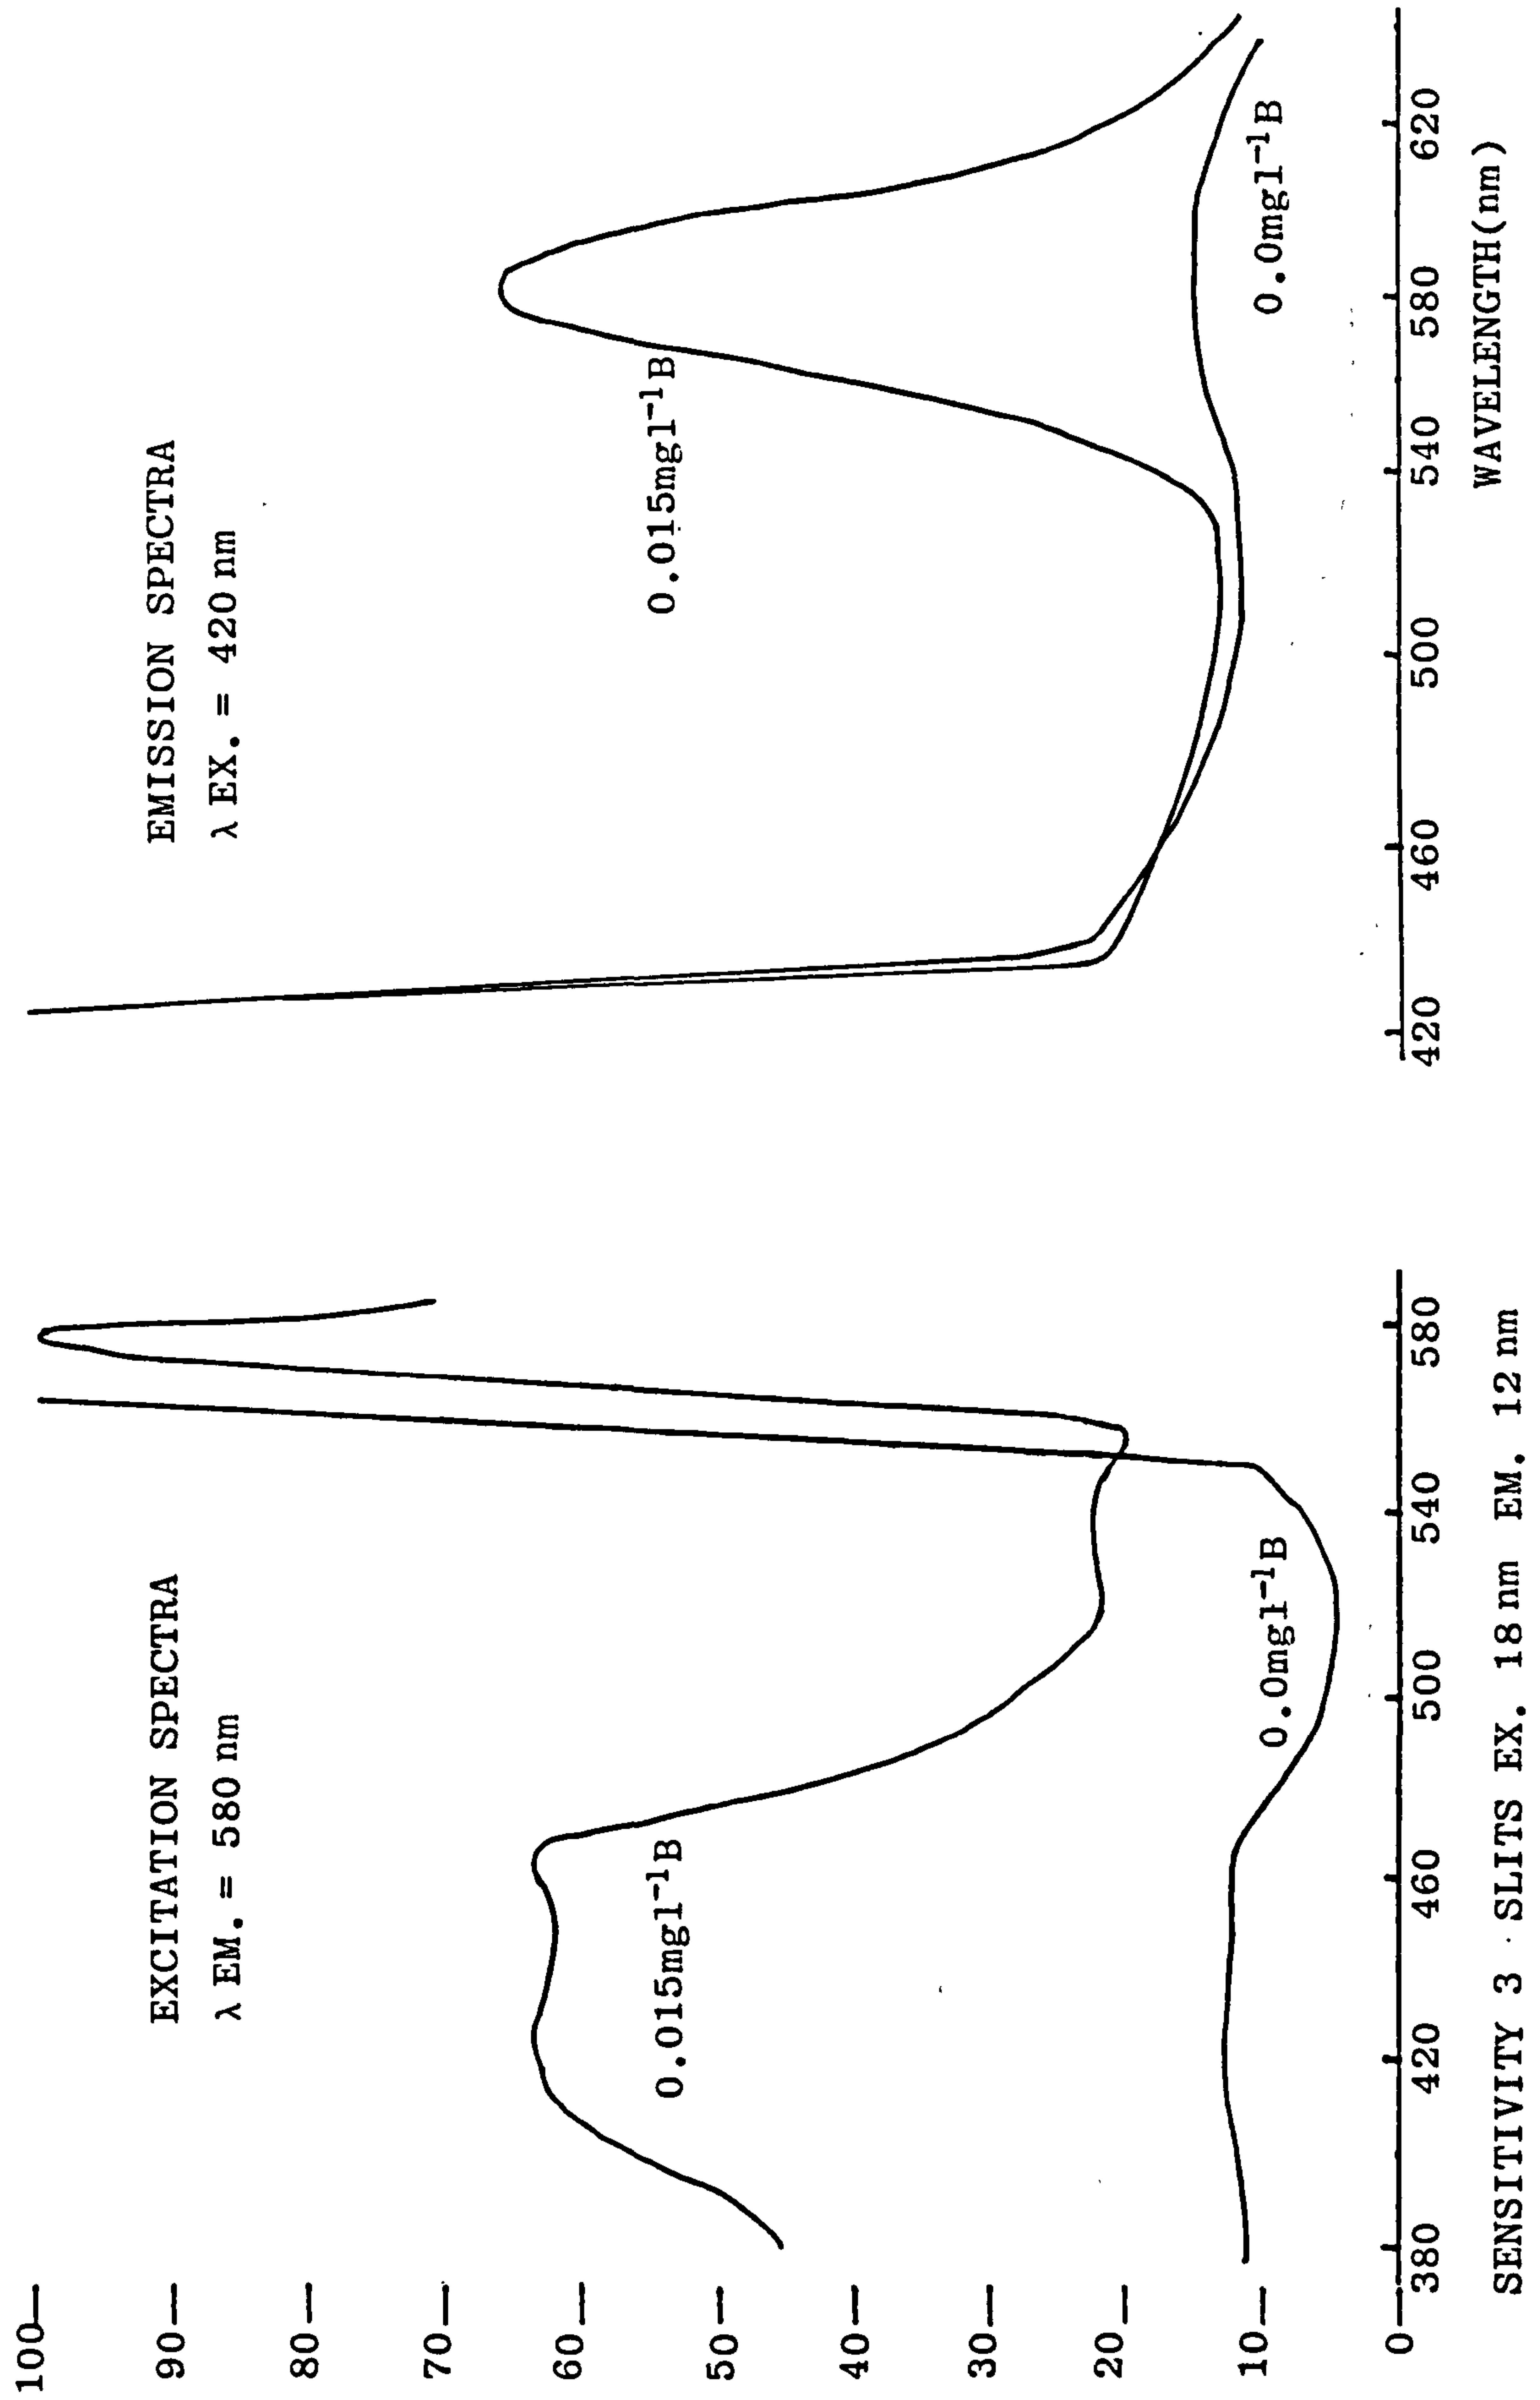 EXCITATION SPECTRA
λ EM. = 580 nm
EMISSION SPECTRA
λ EX. = 420 nm
100
90
80
70
60
50
40
30
20
10
0
0.015mgl⁻¹B
0.0mgl⁻¹B
0.015mgl⁻¹B
0.0mgl⁻¹B
380 420 460 500 540 580
420 460 500 540 580 620
WAVELENGTH(nm)
SENSITIVITY 3 SLITS EX. 18 nm EM. 12 nm